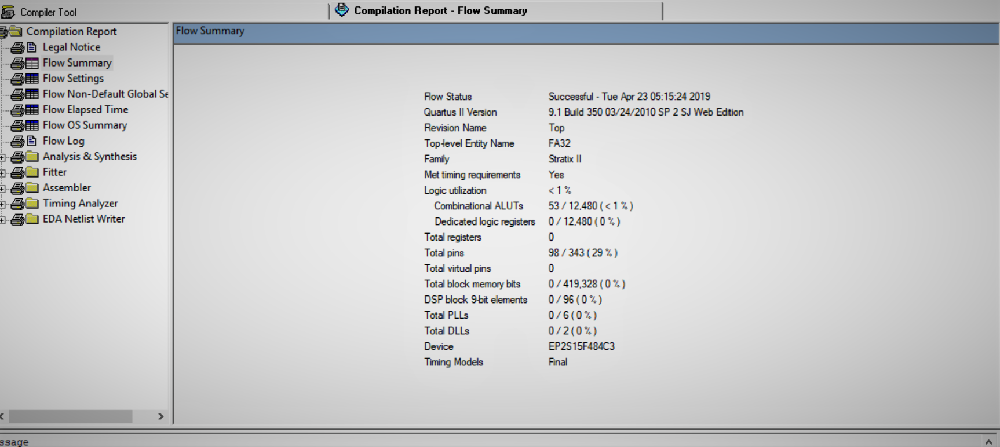 Compiler Tool
Compilation Report - Flow Summary
Compilation Report
Legal Notice
Flow Summary
Flow Settings
Flow Non-Default Global Se
Flow Elapsed Time
Flow OS Summary
Flow Log
Analysis & Synthesis
Fitter
Assembler
Timing Analyzer
EDA Netlist Writer
Flow Summary
Flow Status Successful - Tue Apr 23 05:15:24 2019
Quartus II Version 9.1 Build 350 03/24/2010 SP 2 SJ Web Edition
Revision Name Top
Top-level Entity Name FA32
Family Stratix II
Met timing requirements Yes
Logic utilization < 1 %
Combinational ALUTs 53 / 12,480 ( < 1 % )
Dedicated logic registers 0 / 12,480 ( 0 % )
Total registers 0
Total pins 98 / 343 ( 29 % )
Total virtual pins 0
Total block memory bits 0 / 419,328 ( 0 % )
DSP block 9-bit elements 0 / 96 ( 0 % )
Total PLLs 0 / 6 ( 0 % )
Total DLLs 0 / 2 ( 0 % )
Device EP2S15F484C3
Timing Models Final
ssage